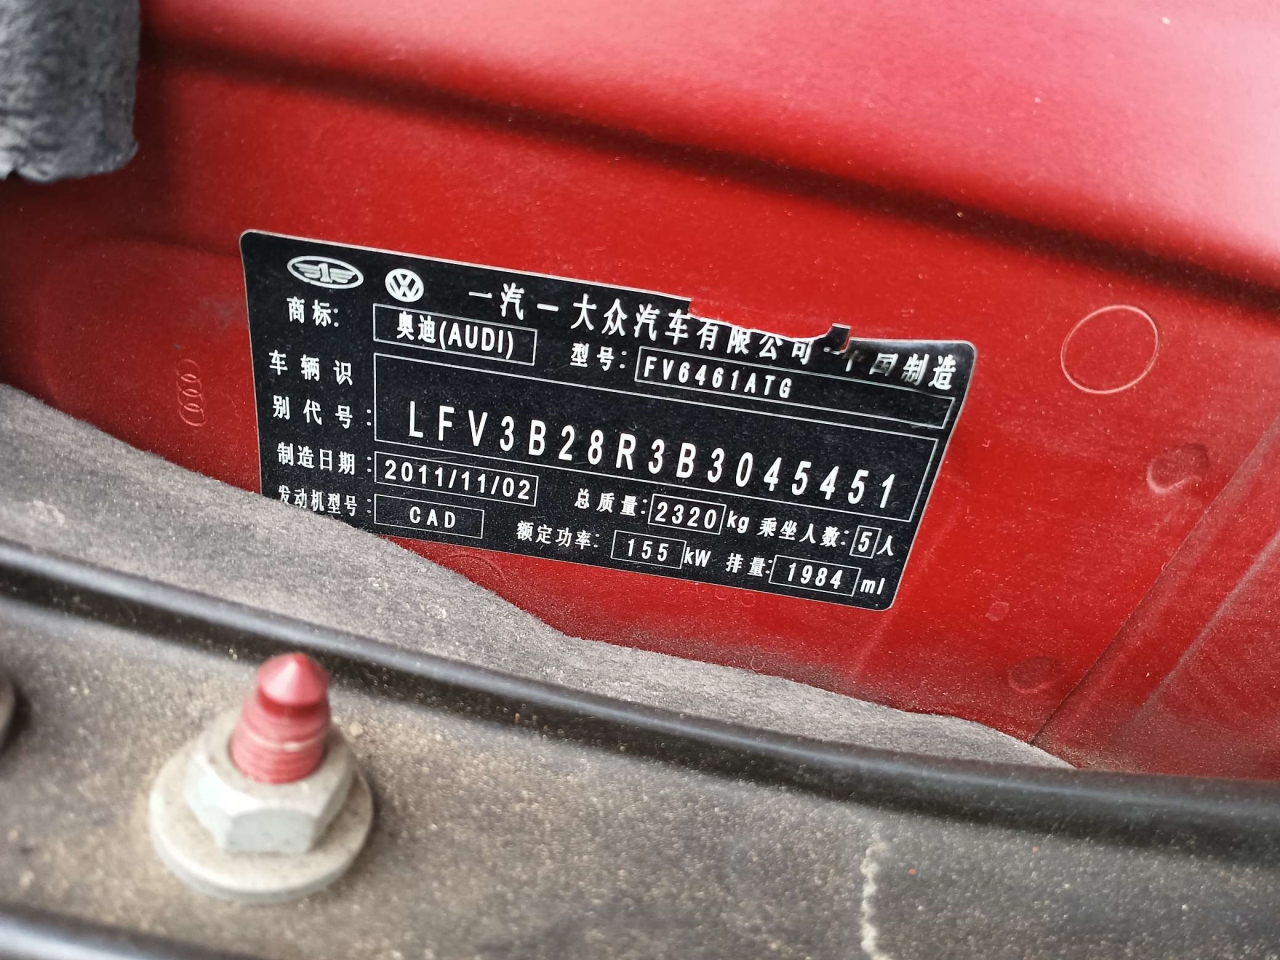 一汽一大众汽车有限公司·中国制造
商标: 奥迪(AUDI) 型号: FV6461ATG
车辆识别代号: LFV3B28R3B3045451
制造日期: 2011/11/02 总质量: 2320 kg 乘坐人数: 5 人
发动机型号: CAD 额定功率: 155 kW 排量: 1984 ml